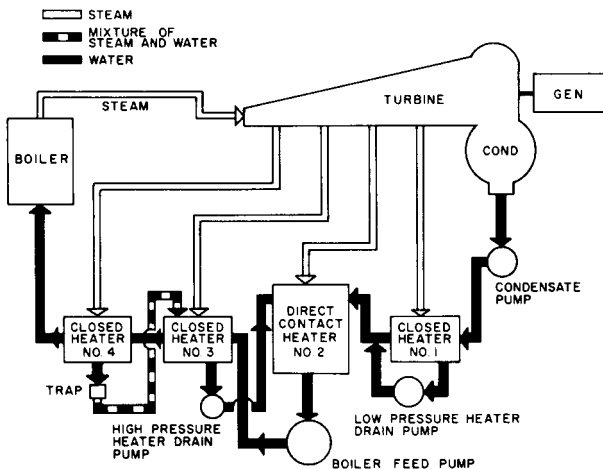 STEAM
MIXTURE OF
STEAM AND WATER
WATER
STEAM
TURBINE
GEN
BOILER
COND
CONDENSATE
PUMP
CLOSED
HEATER
NO. 4
CLOSED
HEATER
NO. 3
DIRECT
CONTACT
HEATER
NO. 2
CLOSED
HEATER
NO. 1
TRAP
HIGH PRESSURE
HEATER DRAIN
PUMP
LOW PRESSURE HEATER
DRAIN PUMP
BOILER FEED PUMP